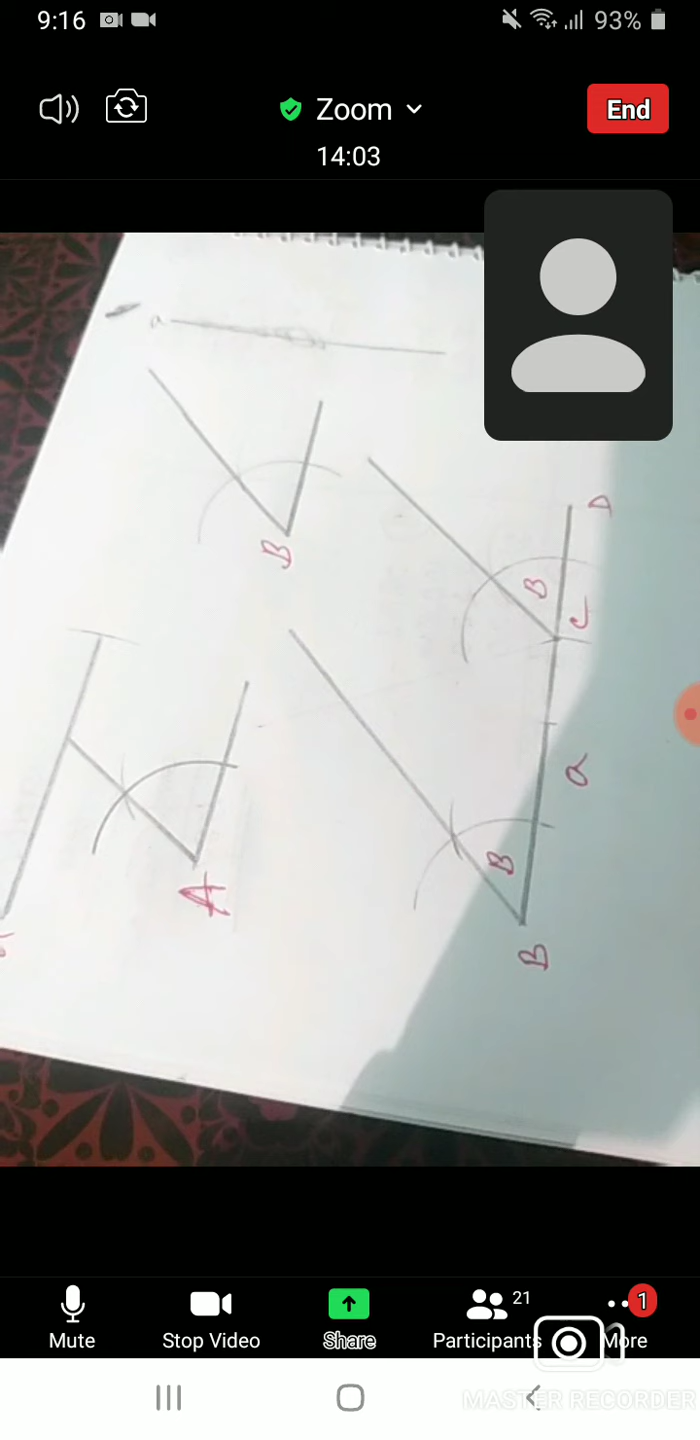 9:16
93%
Zoom
End
14:03
B
A
B
D
C
a
B
B
Mute
Stop Video
Share
Participants
21
More
1
MASTER RECORDER